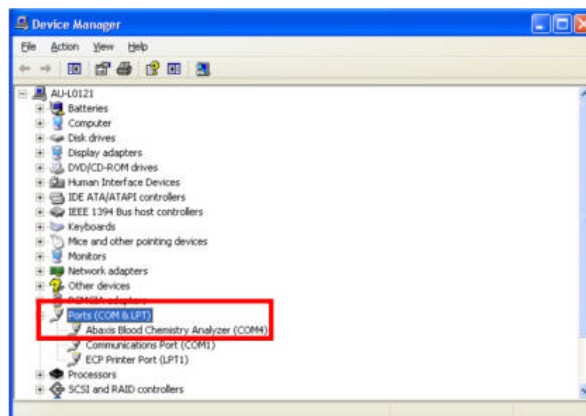 Device Manager
File Action View Help
AU-L0121
Batteries
Computer
Disk drives
Display adapters
DVD/CD-ROM drives
Human Interface Devices
IDE ATA/ATAPI controllers
IEEE 1394 Bus host controllers
Keyboards
Mice and other pointing devices
Monitors
Network adapters
Other devices
PCMCIA adapters
Ports (COM & LPT)
Abaxis Blood Chemistry Analyzer (COM4)
Communications Port (COM1)
ECP Printer Port (LPT1)
Processors
SCSI and RAID controllers